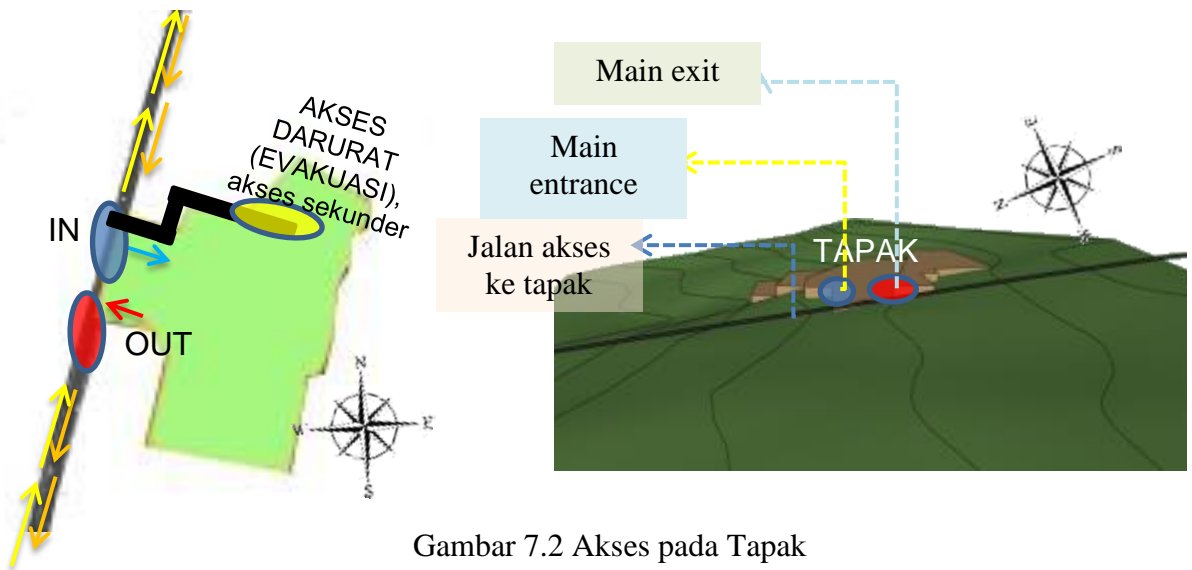 AKSES
DARURAT
(EVAKUASI),
akses sekunder
IN
OUT
N
W
E
S
Main exit
Main
entrance
Jalan akses
ke tapak
TAPAK
Gambar 7.2 Akses pada Tapak